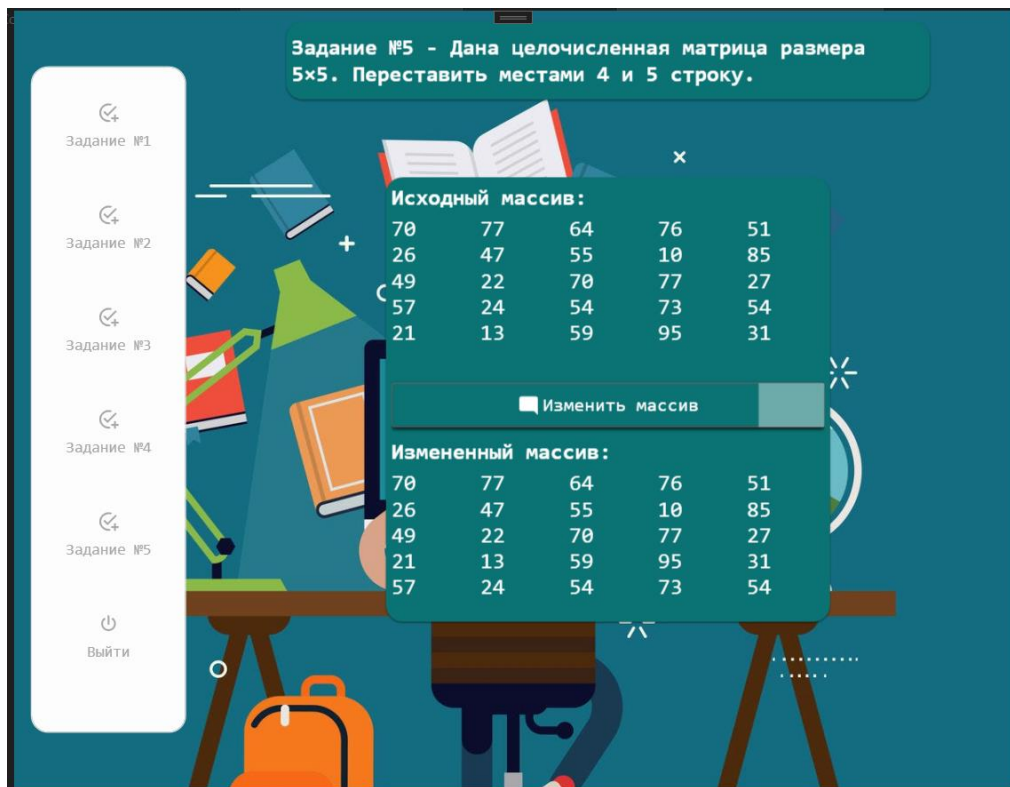 Задание №5 - Дана целочисленная матрица размера
5×5. Переставить местами 4 и 5 строку.
Задание №1
Задание №2
Задание №3
Задание №4
Задание №5
Выйти
Исходный массив:
70 77 64 76 51
26 47 55 10 85
49 22 70 77 27
57 24 54 73 54
21 13 59 95 31
Изменить массив
Измененный массив:
70 77 64 76 51
26 47 55 10 85
49 22 70 77 27
21 13 59 95 31
57 24 54 73 54